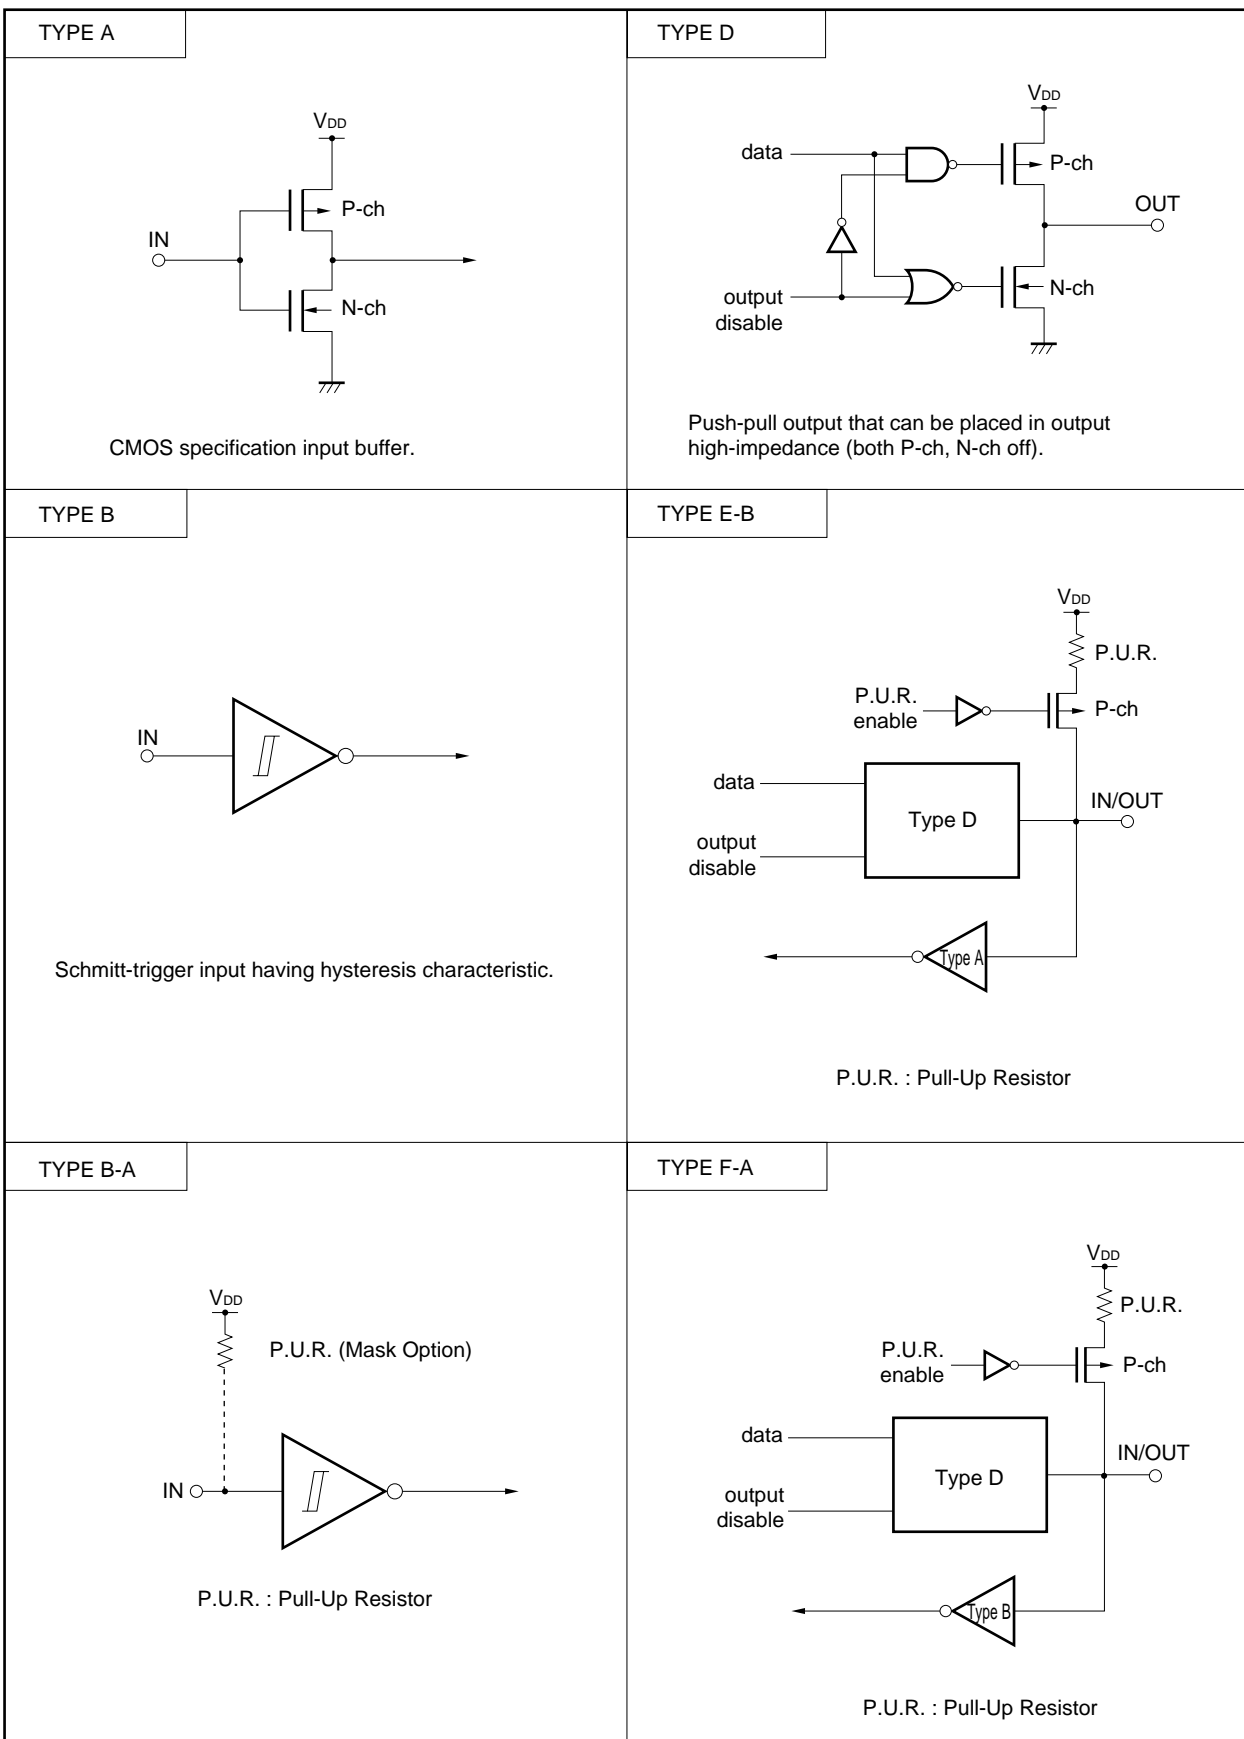 TYPE A
VDD
P-ch
IN
N-ch
CMOS specification input buffer.
TYPE D
VDD
data
P-ch
OUT
output
disable
N-ch
Push-pull output that can be placed in output
high-impedance (both P-ch, N-ch off).
TYPE B
IN
Schmitt-trigger input having hysteresis characteristic.
TYPE E-B
VDD
P.U.R.
P.U.R.
enable
P-ch
data
Type D
IN/OUT
output
disable
Type A
P.U.R. : Pull-Up Resistor
TYPE B-A
VDD
P.U.R. (Mask Option)
IN
P.U.R. : Pull-Up Resistor
TYPE F-A
VDD
P.U.R.
P.U.R.
enable
P-ch
data
Type D
IN/OUT
output
disable
Type B
P.U.R. : Pull-Up Resistor